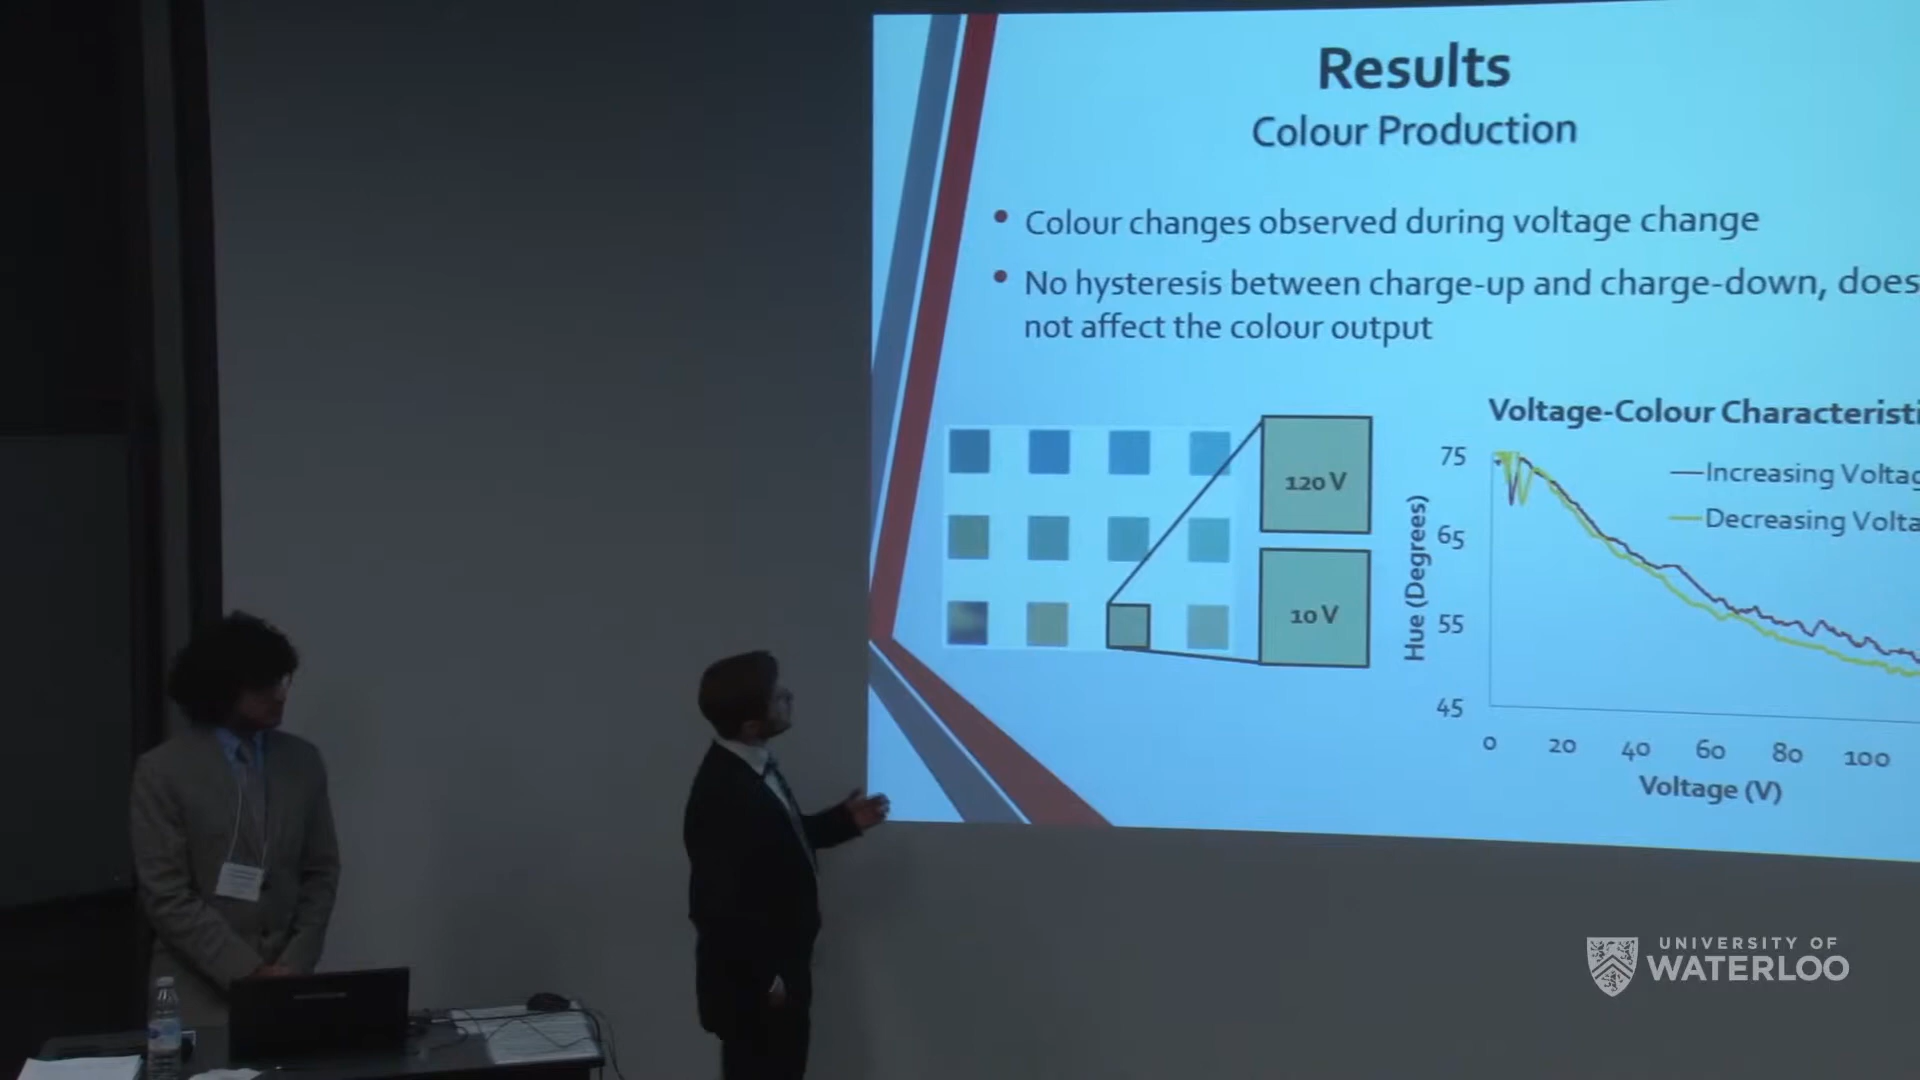 Results
Colour Production
• Colour changes observed during voltage change
• No hysteresis between charge-up and charge-down, does
not affect the colour output
120 V
10 V
Voltage-Colour Characteristi
Increasing Voltag
Decreasing Volta
Hue (Degrees)
75
65
55
45
0 20 40 60 80 100
Voltage (V)
UNIVERSITY OF
WATERLOO